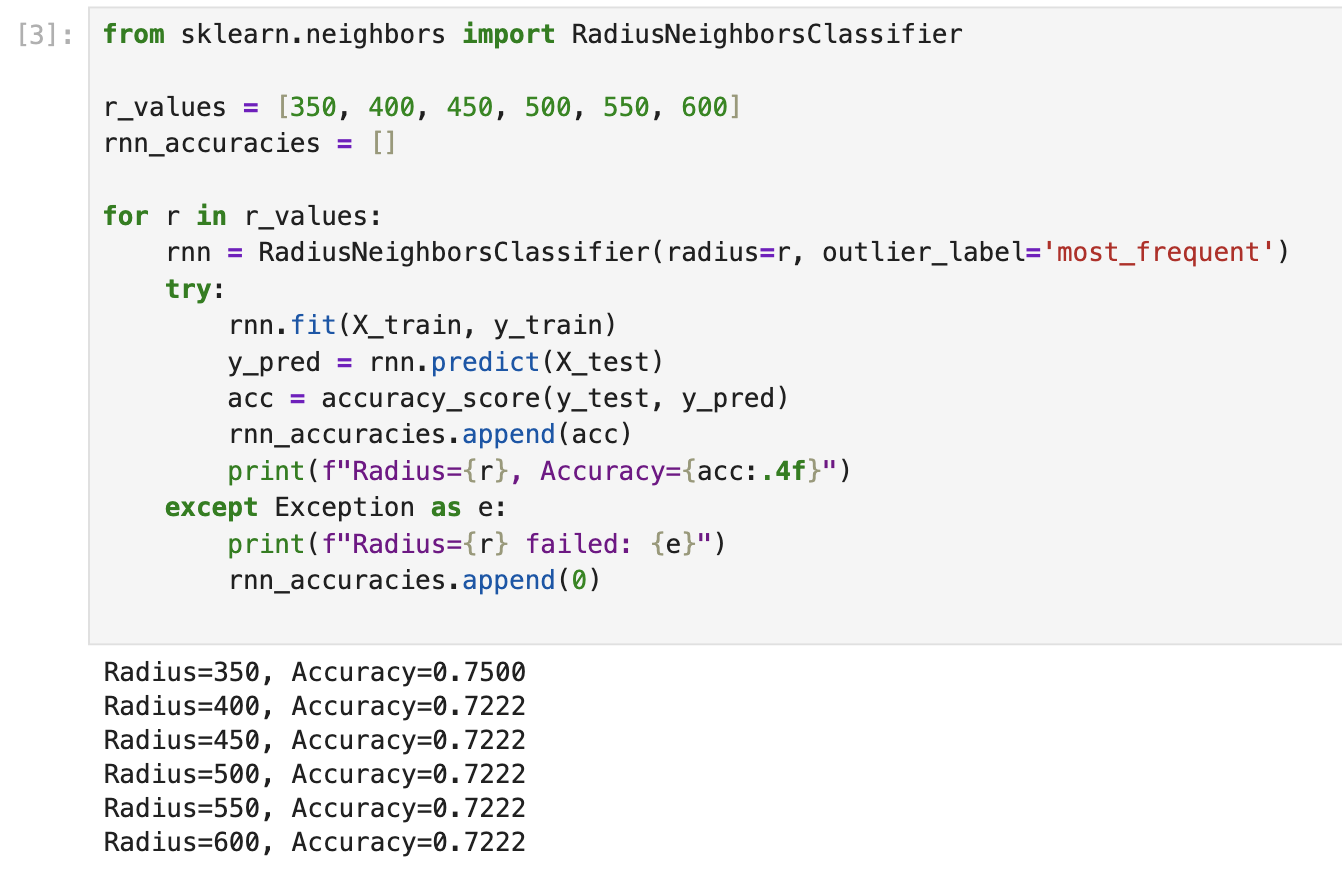 [3]:
from sklearn.neighbors import RadiusNeighborsClassifier
r_values = [350, 400, 450, 500, 550, 600]
rnn_accuracies = []
for r in r_values:
    rnn = RadiusNeighborsClassifier(radius=r, outlier_label='most_frequent')
    try:
        rnn.fit(X_train, y_train)
        y_pred = rnn.predict(X_test)
        acc = accuracy_score(y_test, y_pred)
        rnn_accuracies.append(acc)
        print(f"Radius={r}, Accuracy={acc:.4f}")
    except Exception as e:
        print(f"Radius={r} failed: {e}")
        rnn_accuracies.append(0)
Radius=350, Accuracy=0.7500
Radius=400, Accuracy=0.7222
Radius=450, Accuracy=0.7222
Radius=500, Accuracy=0.7222
Radius=550, Accuracy=0.7222
Radius=600, Accuracy=0.7222